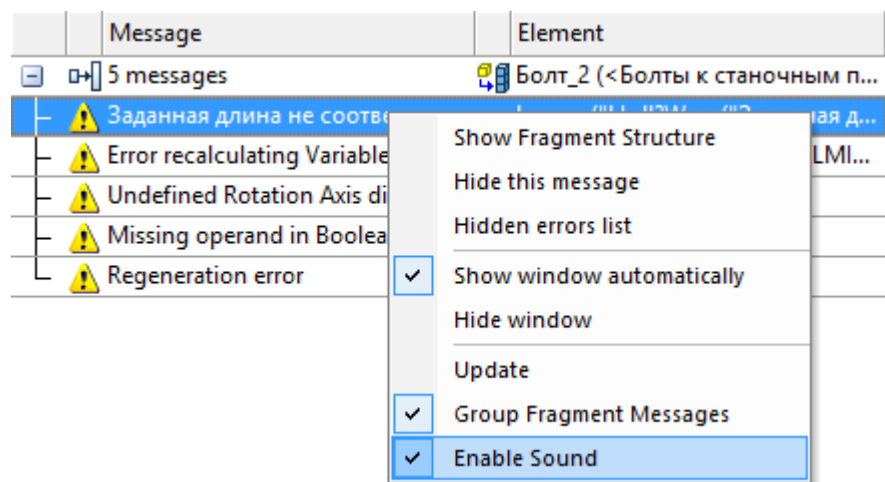 Message Element
5 messages Болт_2 (<Болты к станочным п...
Заданная длина не соотве ная д...
Error recalculating Variable LMI...
Undefined Rotation Axis di
Missing operand in Boolea
Regeneration error
Show Fragment Structure
Hide this message
Hidden errors list
Show window automatically
Hide window
Update
Group Fragment Messages
Enable Sound